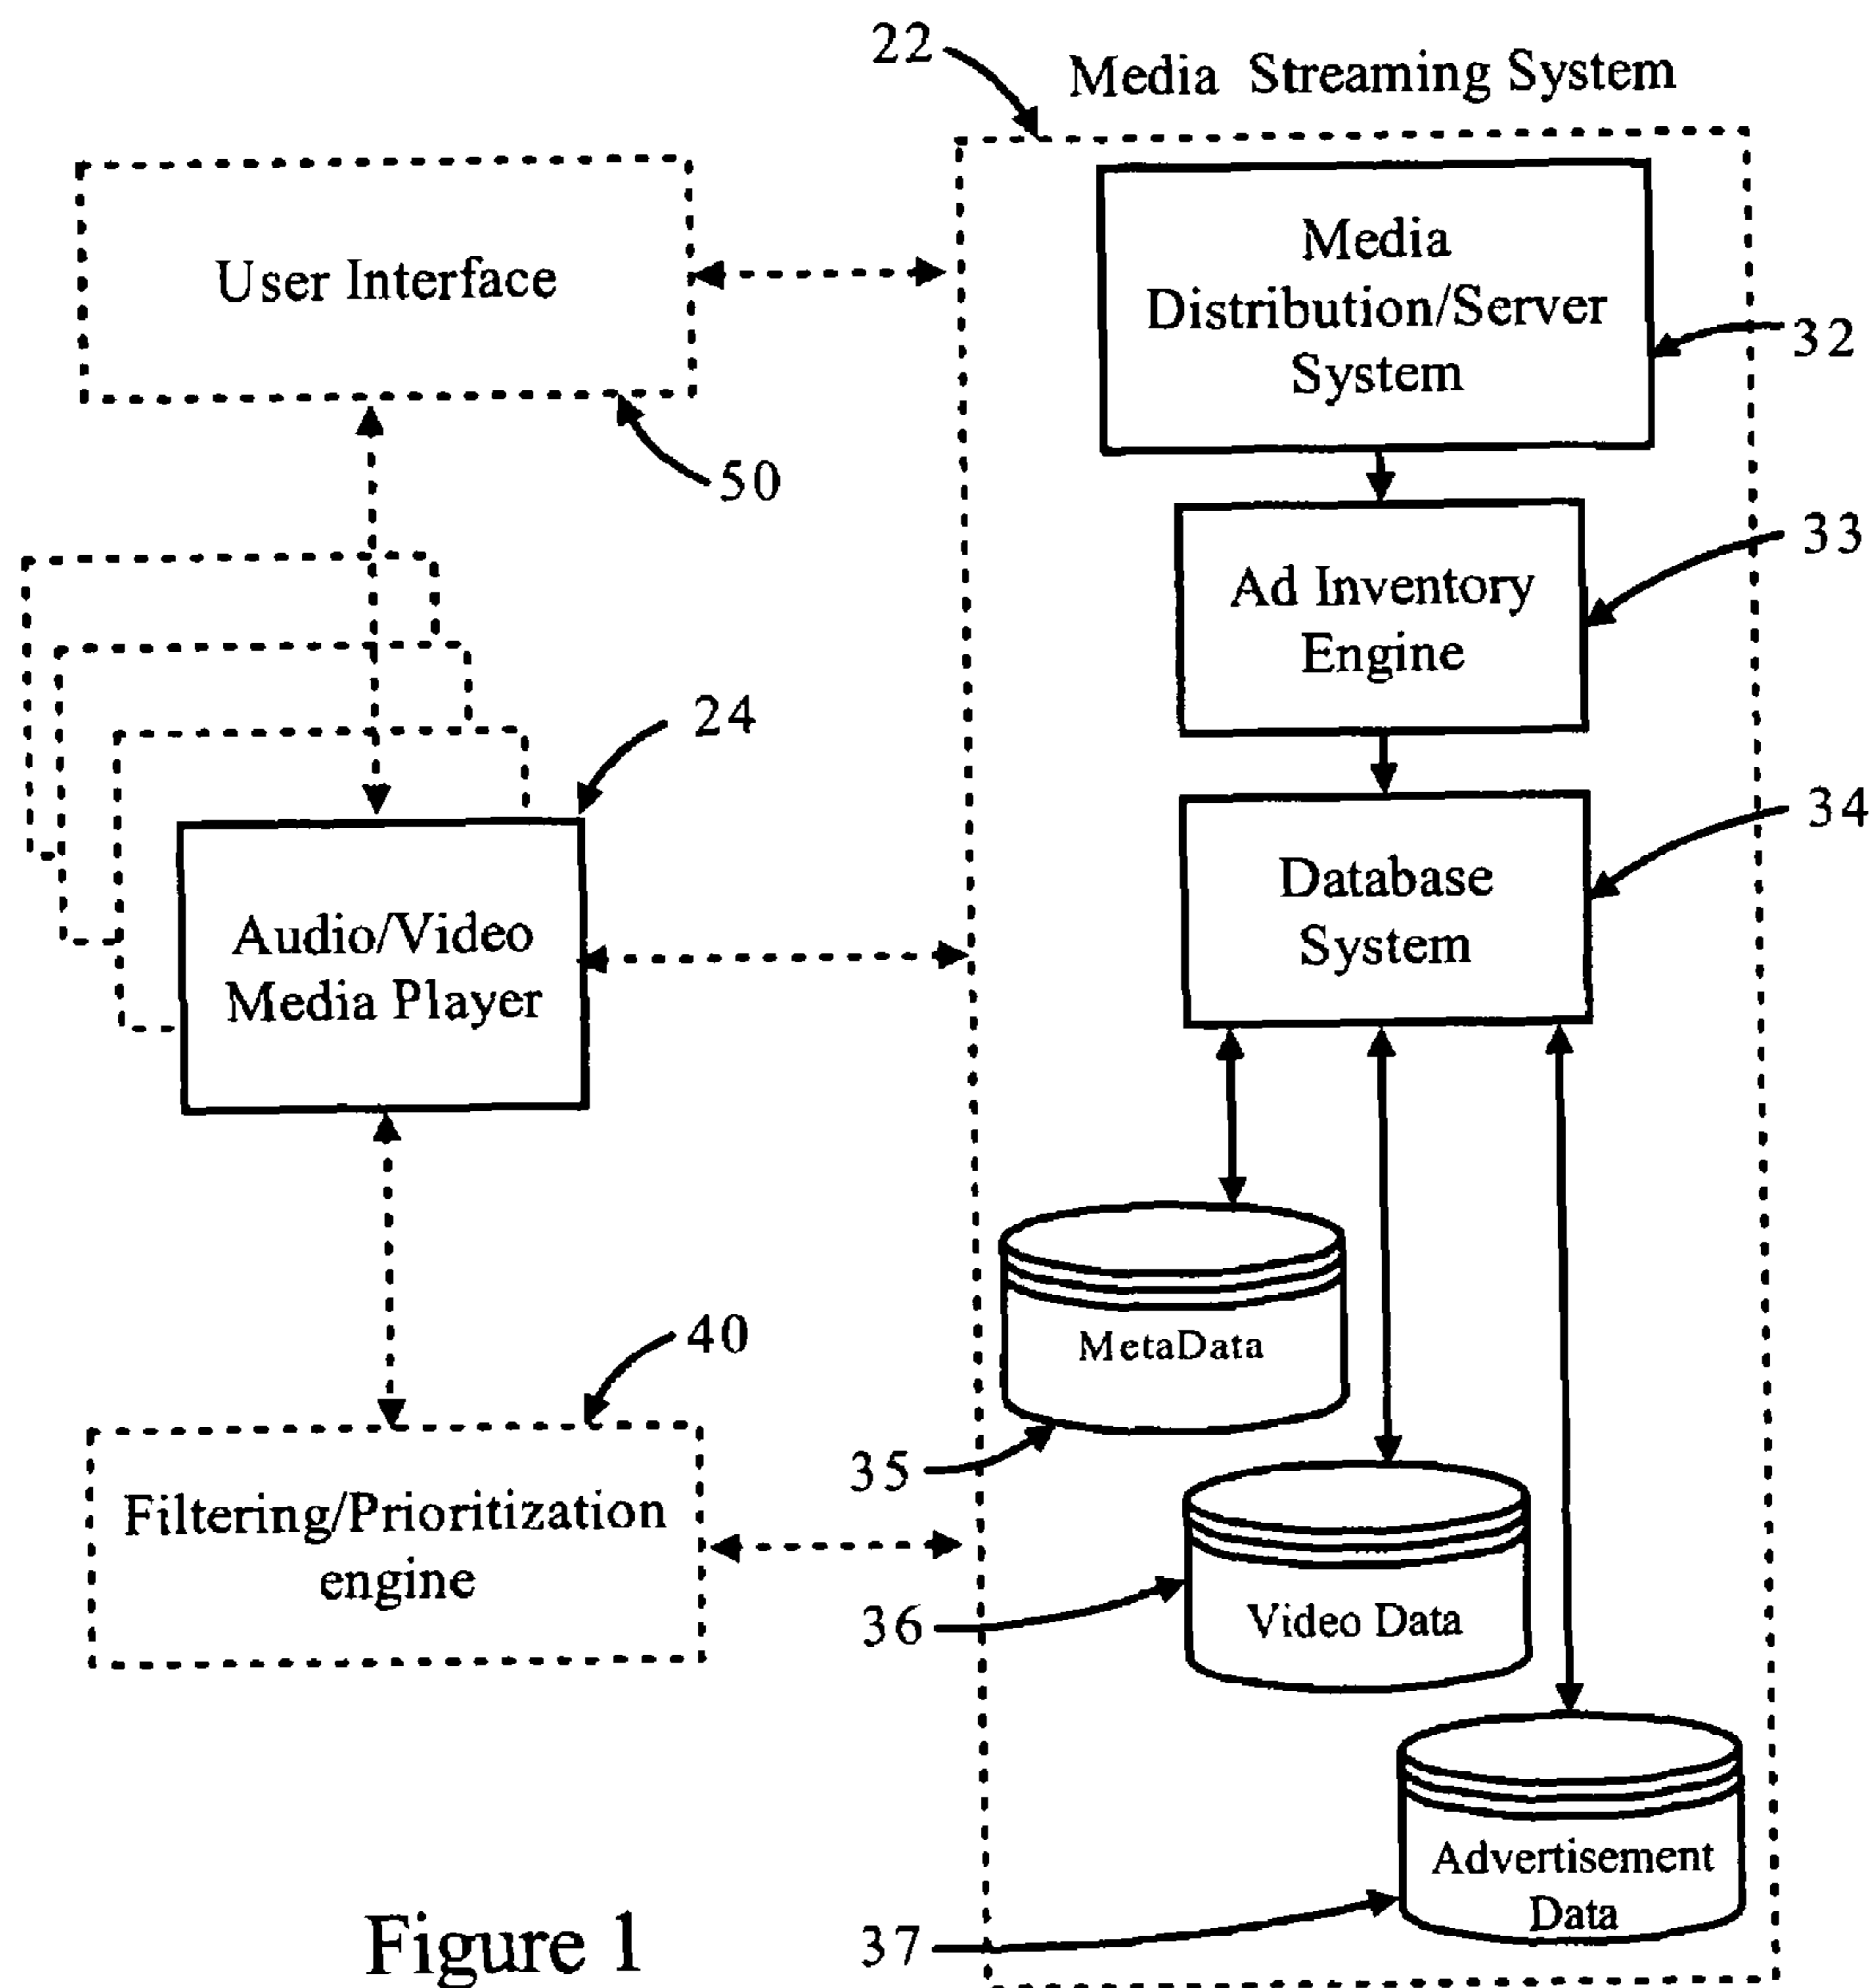 22
Media Streaming System
User Interface
Media
Distribution/Server
System
32
50
33
Ad Inventory
Engine
24
34
Database
System
Audio/Video
Media Player
40
MetaData
35
Filtering/Prioritization
engine
36
Video Data
Advertisement
Data
37
Figure 1